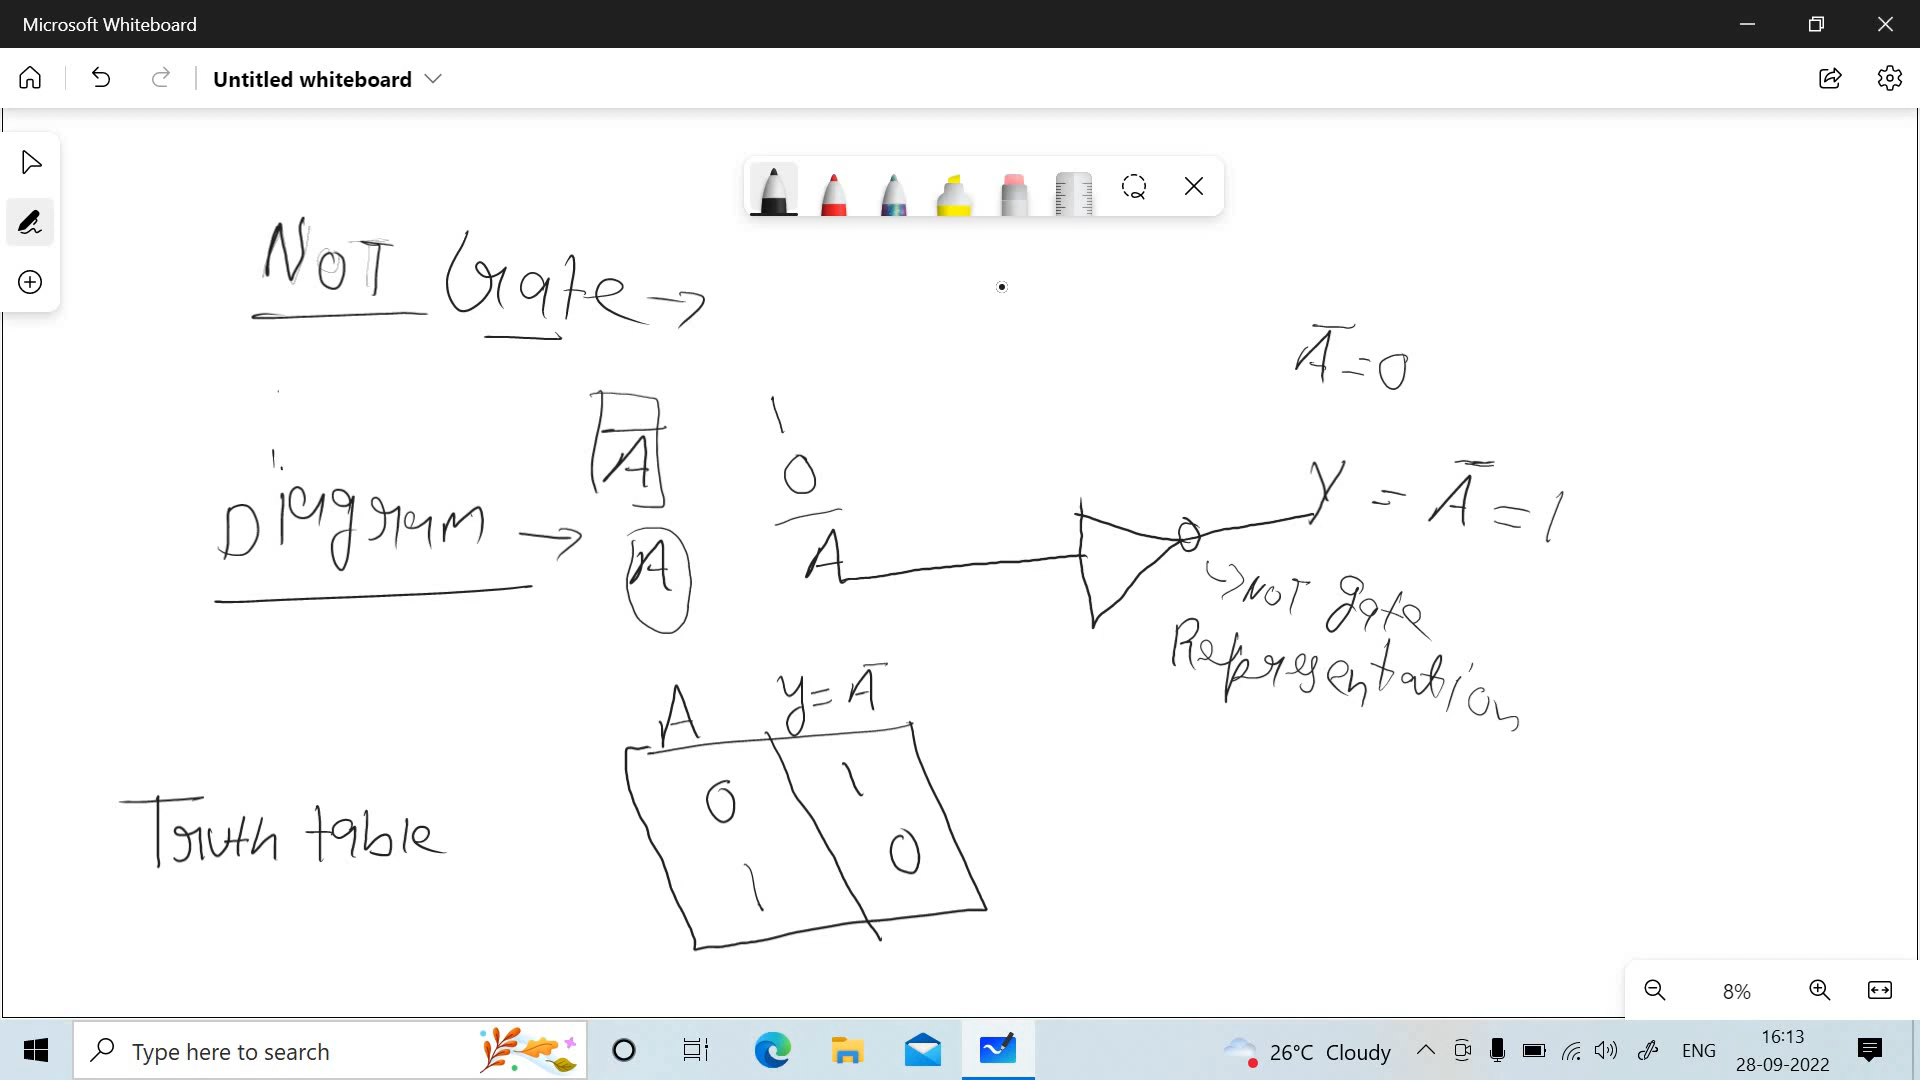 Microsoft Whiteboard
Untitled whiteboard
NOT Gate →
Ā = 0
Ā
1
0
Diagram →
A
A
Y = Ā = 1
NOT gate
Representation
A y = Ā
0 1
1 0
Truth table
8%
Type here to search
26°C Cloudy
ENG
16:13
28-09-2022